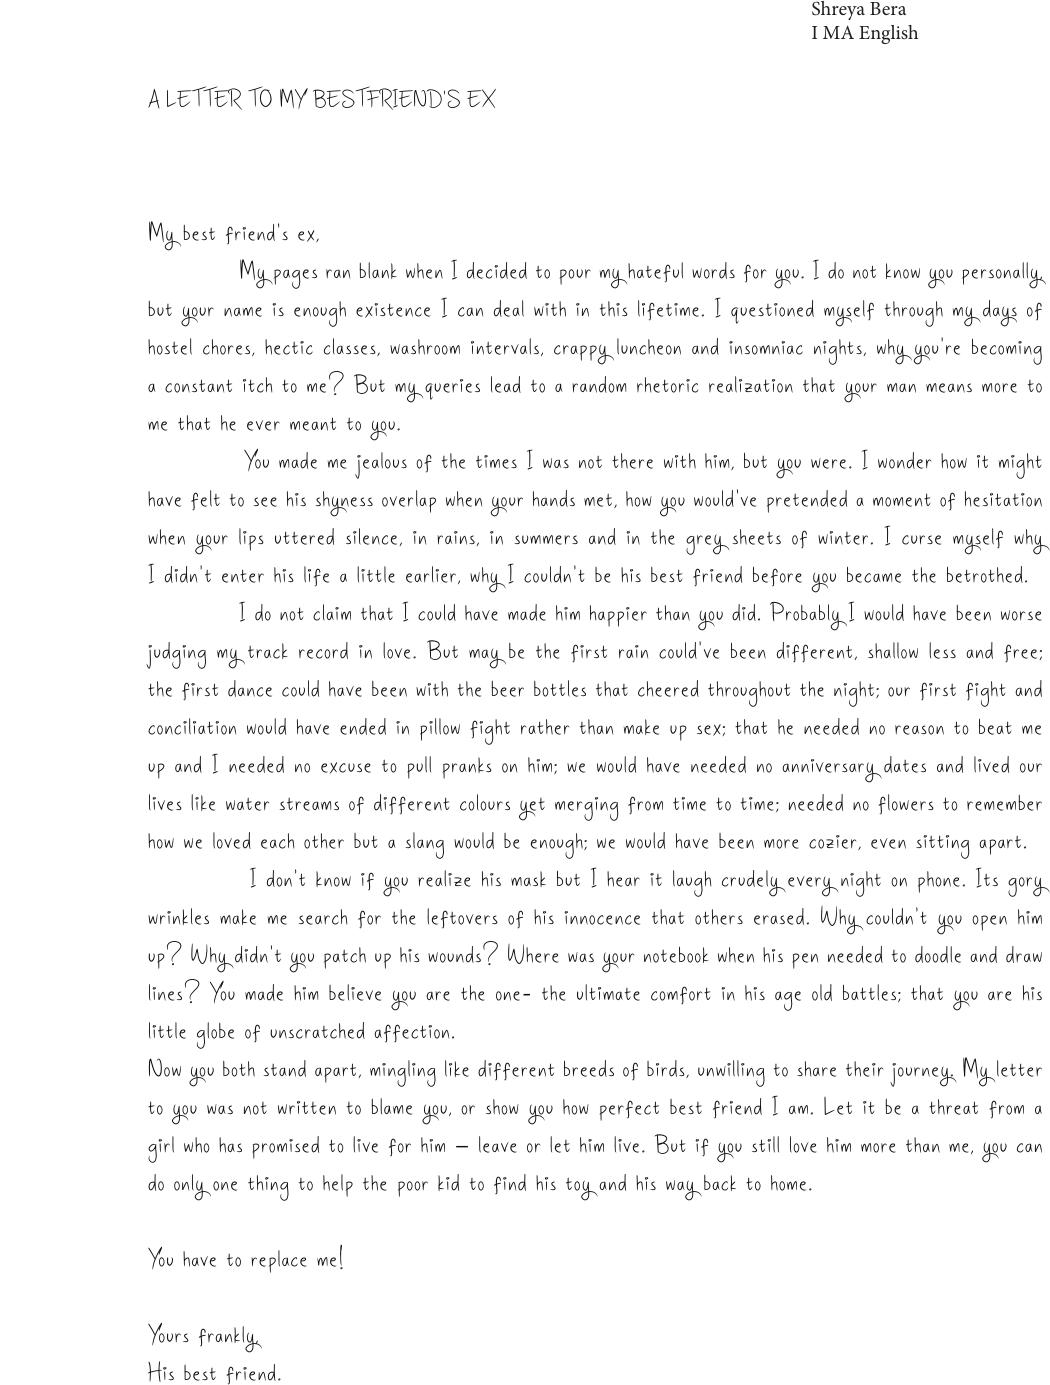 Shreya Bera
I MA English
A LETTER TO MY BESTFRIEND'S EX
My best friend's ex,
My pages ran blank when I decided to pour my hateful words for you. I do not know you personally,
but your name is enough existence I can deal with in this lifetime. I questioned myself through my days of
hostel chores, hectic classes, washroom intervals, crappy luncheon and insomniac nights, why you're becoming
a constant itch to me? But my queries lead to a random rhetoric realization that your man means more to
me that he ever meant to you.
You made me jealous of the times I was not there with him, but you were. I wonder how it might
have felt to see his shyness overlap when your hands met, how you would've pretended a moment of hesitation
when your lips uttered silence, in rains, in summers and in the grey sheets of winter. I curse myself why
I didn't enter his life a little earlier, why I couldn't be his best friend before you became the betrothed.
I do not claim that I could have made him happier than you did. Probably I would have been worse
judging my track record in love. But may be the first rain could've been different, shallow less and free;
the first dance could have been with the beer bottles that cheered throughout the night; our first fight and
conciliation would have ended in pillow fight rather than make up sex; that he needed no reason to beat me
up and I needed no excuse to pull pranks on him; we would have needed no anniversary dates and lived our
lives like water streams of different colours yet merging from time to time; needed no flowers to remember
how we loved each other but a slang would be enough; we would have been more cozier, even sitting apart.
I don't know if you realize his mask but I hear it laugh crudely every night on phone. Its gory
wrinkles make me search for the leftovers of his innocence that others erased. Why couldn't you open him
up? Why didn't you patch up his wounds? Where was your notebook when his pen needed to doodle and draw
lines? You made him believe you are the one- the ultimate comfort in his age old battles; that you are his
little globe of unscratched affection.
Now you both stand apart, mingling like different breeds of birds, unwilling to share their journey. My letter
to you was not written to blame you, or show you how perfect best friend I am. Let it be a threat from a
girl who has promised to live for him – leave or let him live. But if you still love him more than me, you can
do only one thing to help the poor kid to find his toy and his way back to home.
You have to replace me!
Yours frankly,
His best friend.